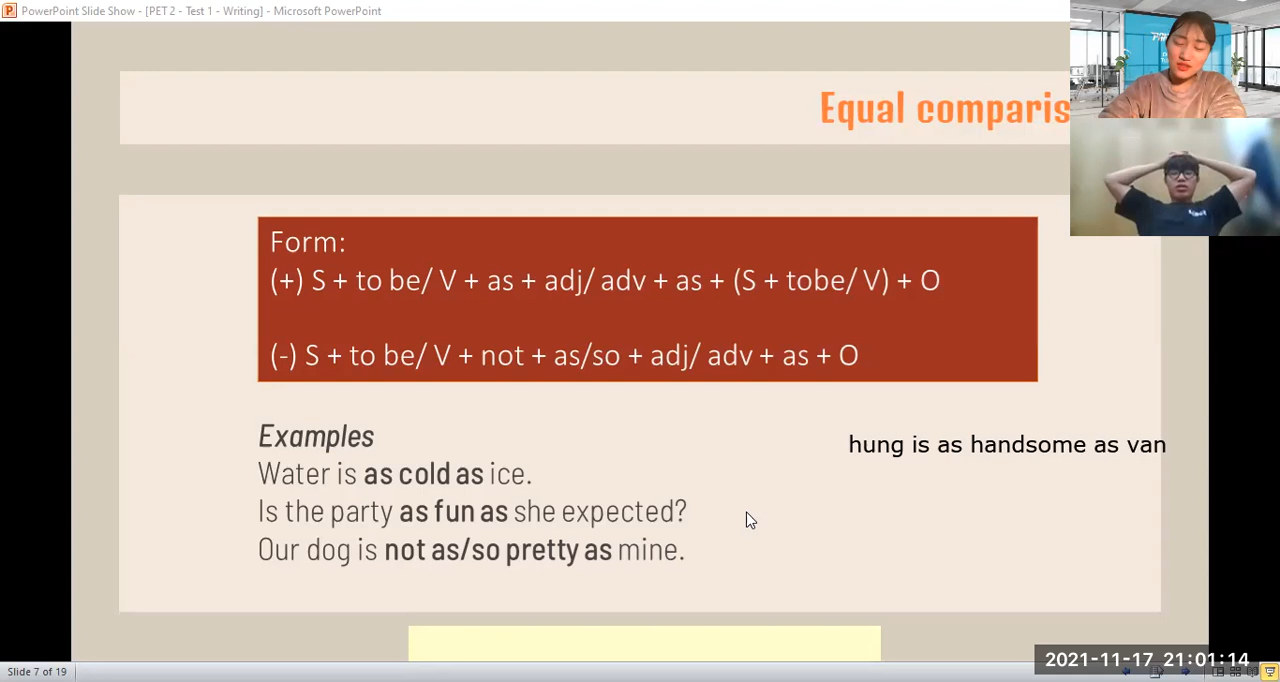 PowerPoint Slide Show - [PET 2 - Test 1 - Writing] - Microsoft PowerPoint
Equal comparis
Form:
(+) S + to be/ V + as + adj/ adv + as + (S + tobe/ V) + O
(-) S + to be/ V + not + as/so + adj/ adv + as + O
Examples
hung is as handsome as van
Water is as cold as ice.
Is the party as fun as she expected?
Our dog is not as/so pretty as mine.
2021-11-17 21:01:14
Slide 7 of 19